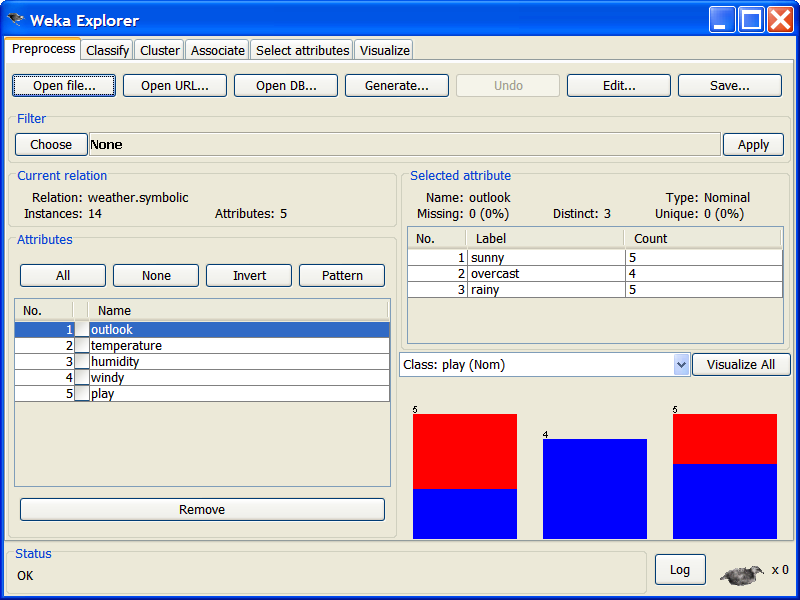 Weka Explorer
Preprocess Classify Cluster Associate Select attributes Visualize
Open file... Open URL... Open DB... Generate... Undo Edit... Save...
Filter
Choose None Apply
Current relation
Relation: weather.symbolic
Instances: 14 Attributes: 5
Attributes
All None Invert Pattern
No. Name
1 outlook
2 temperature
3 humidity
4 windy
5 play
Remove
Selected attribute
Name: outlook Type: Nominal
Missing: 0 (0%) Distinct: 3 Unique: 0 (0%)
No. Label Count
1 sunny 5
2 overcast 4
3 rainy 5
Class: play (Nom) Visualize All
5 4 5
Status
OK
Log x 0